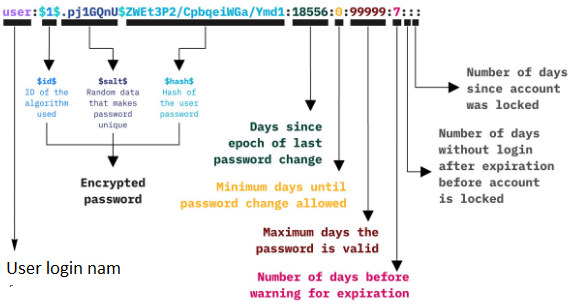 user:$1$.pj1GQnU$ZWEt3P2/CpbqeiWGa/Ymd1:18556:0:99999:7:::
$id$
ID of the
algorithm
used
$salt$
Random data
that makes
password
unique
$hash$
Hash of
the user
password
Encrypted
password
User login nam
Days since
epoch of last
password change
Minimum days until
password change allowed
Maximum days the
password is valid
Number of days before
warning for expiration
Number of days
since account
was locked
Number of days
without login
after expiration
before account
is locked